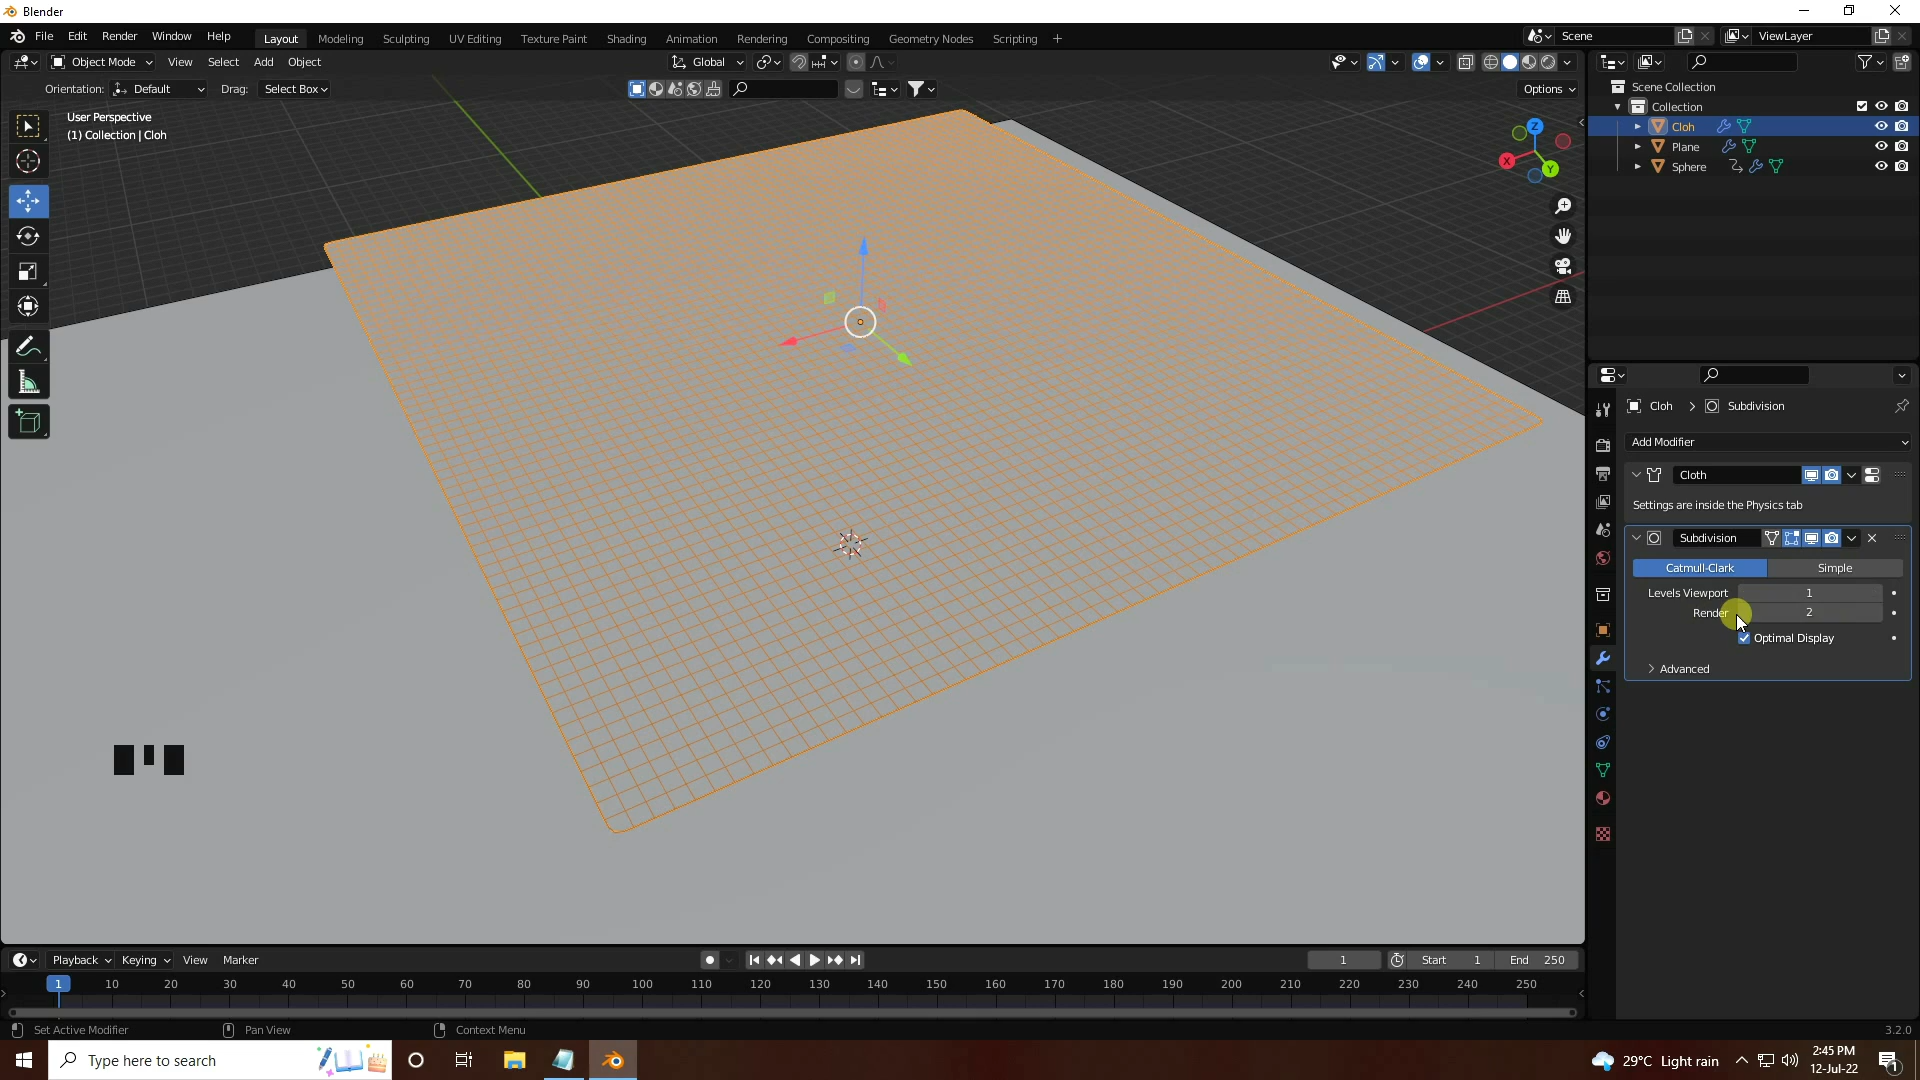 Blender
File Edit Render Window Help Layout Modeling Sculpting UV Editing Texture Paint Shading Animation Rendering Compositing Geometry Nodes Scripting + Scene ViewLayer
Object Mode View Select Add Object Global
Orientation: Default Drag: Select Box Options
User Perspective
(1) Collection | Cloh
Z
X
Y
Scene Collection
Collection
Cloh
Plane
Sphere
Cloh > Subdivision
Add Modifier
Cloth
Settings are inside the Physics tab
Subdivision
Catmull-Clark Simple
Levels Viewport 1
Render 2
Optimal Display
Advanced
Playback Keying View Marker 1 Start 1 End 250
1 10 20 30 40 50 60 70 80 90 100 110 120 130 140 150 160 170 180 190 200 210 220 230 240 250
Set Active Modifier Pan View Context Menu 3.2.0
Type here to search 29°C Light rain 2:45 PM
12-Jul-22 1